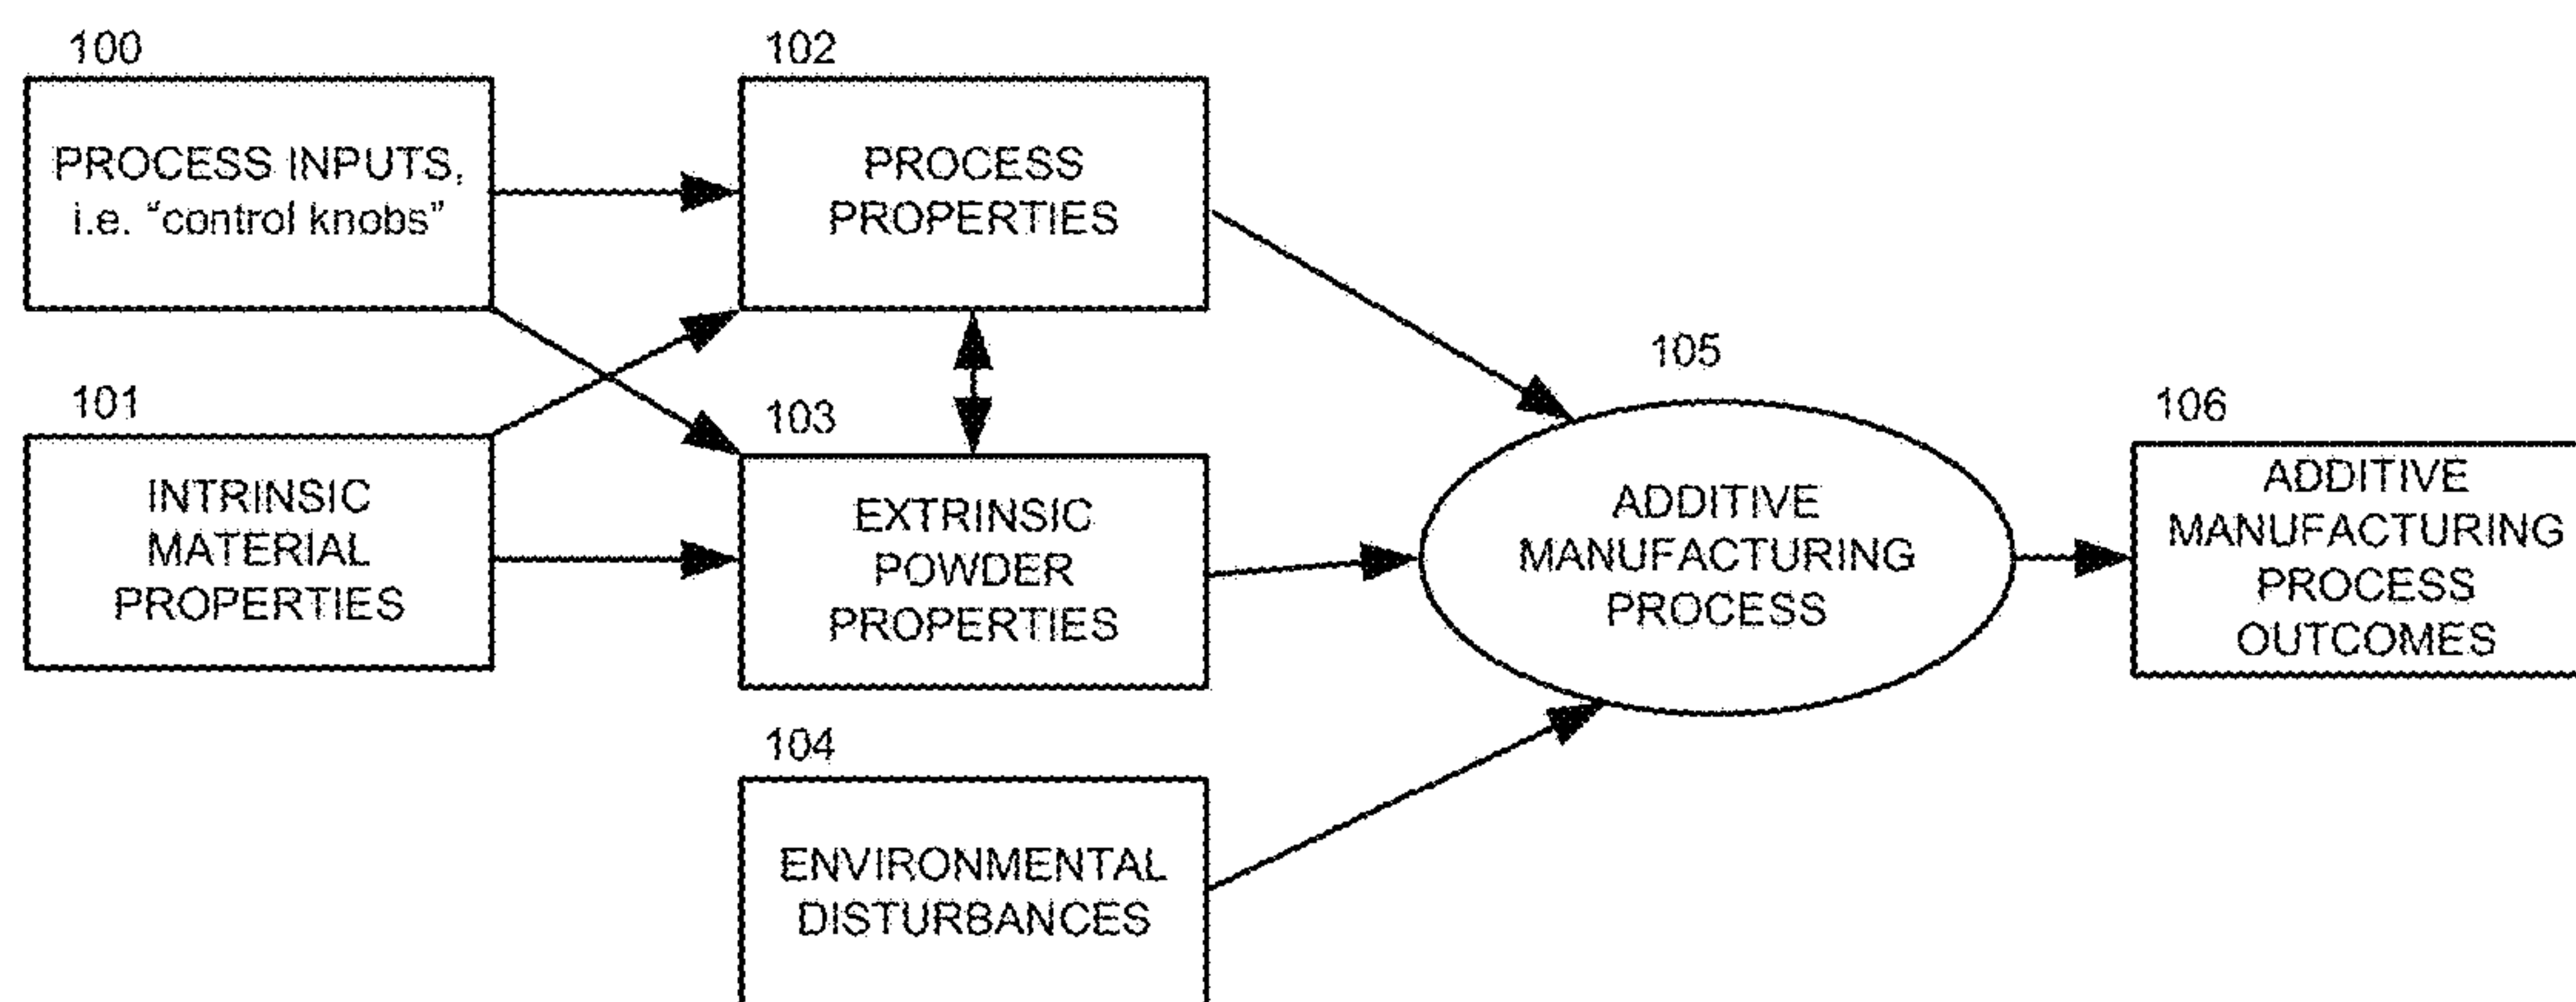 100
PROCESS INPUTS,
i.e. "control knobs"
102
PROCESS
PROPERTIES
101
INTRINSIC
MATERIAL
PROPERTIES
103
EXTRINSIC
POWDER
PROPERTIES
104
ENVIRONMENTAL
DISTURBANCES
105
ADDITIVE
MANUFACTURING
PROCESS
106
ADDITIVE
MANUFACTURING
PROCESS
OUTCOMES